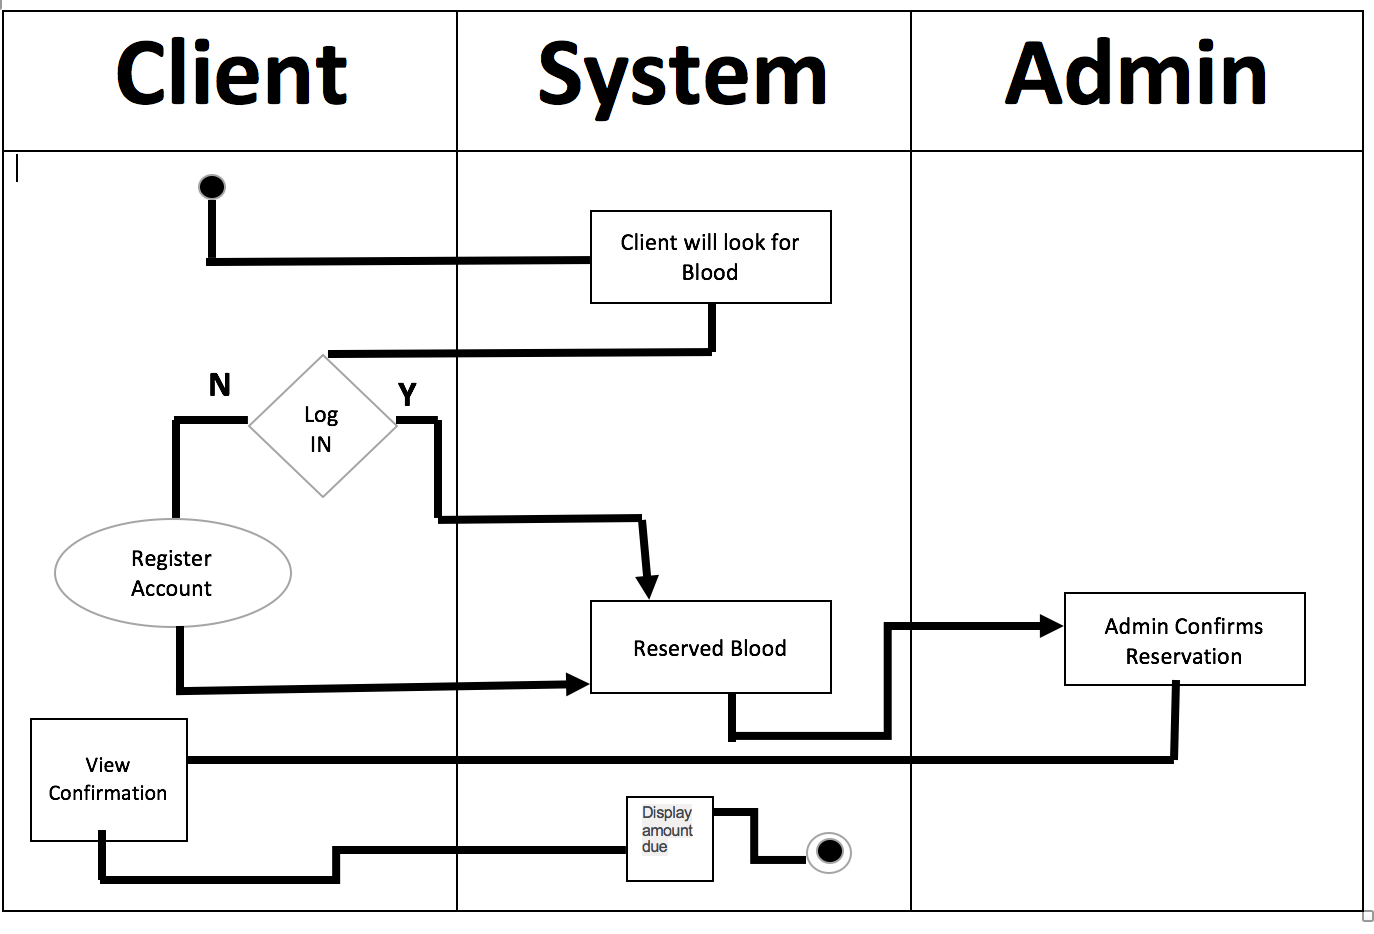 Client
System
Admin
Client will look for
Blood
N
Y
Log
IN
Register
Account
Reserved Blood
Admin Confirms
Reservation
View
Confirmation
Display
amount
due